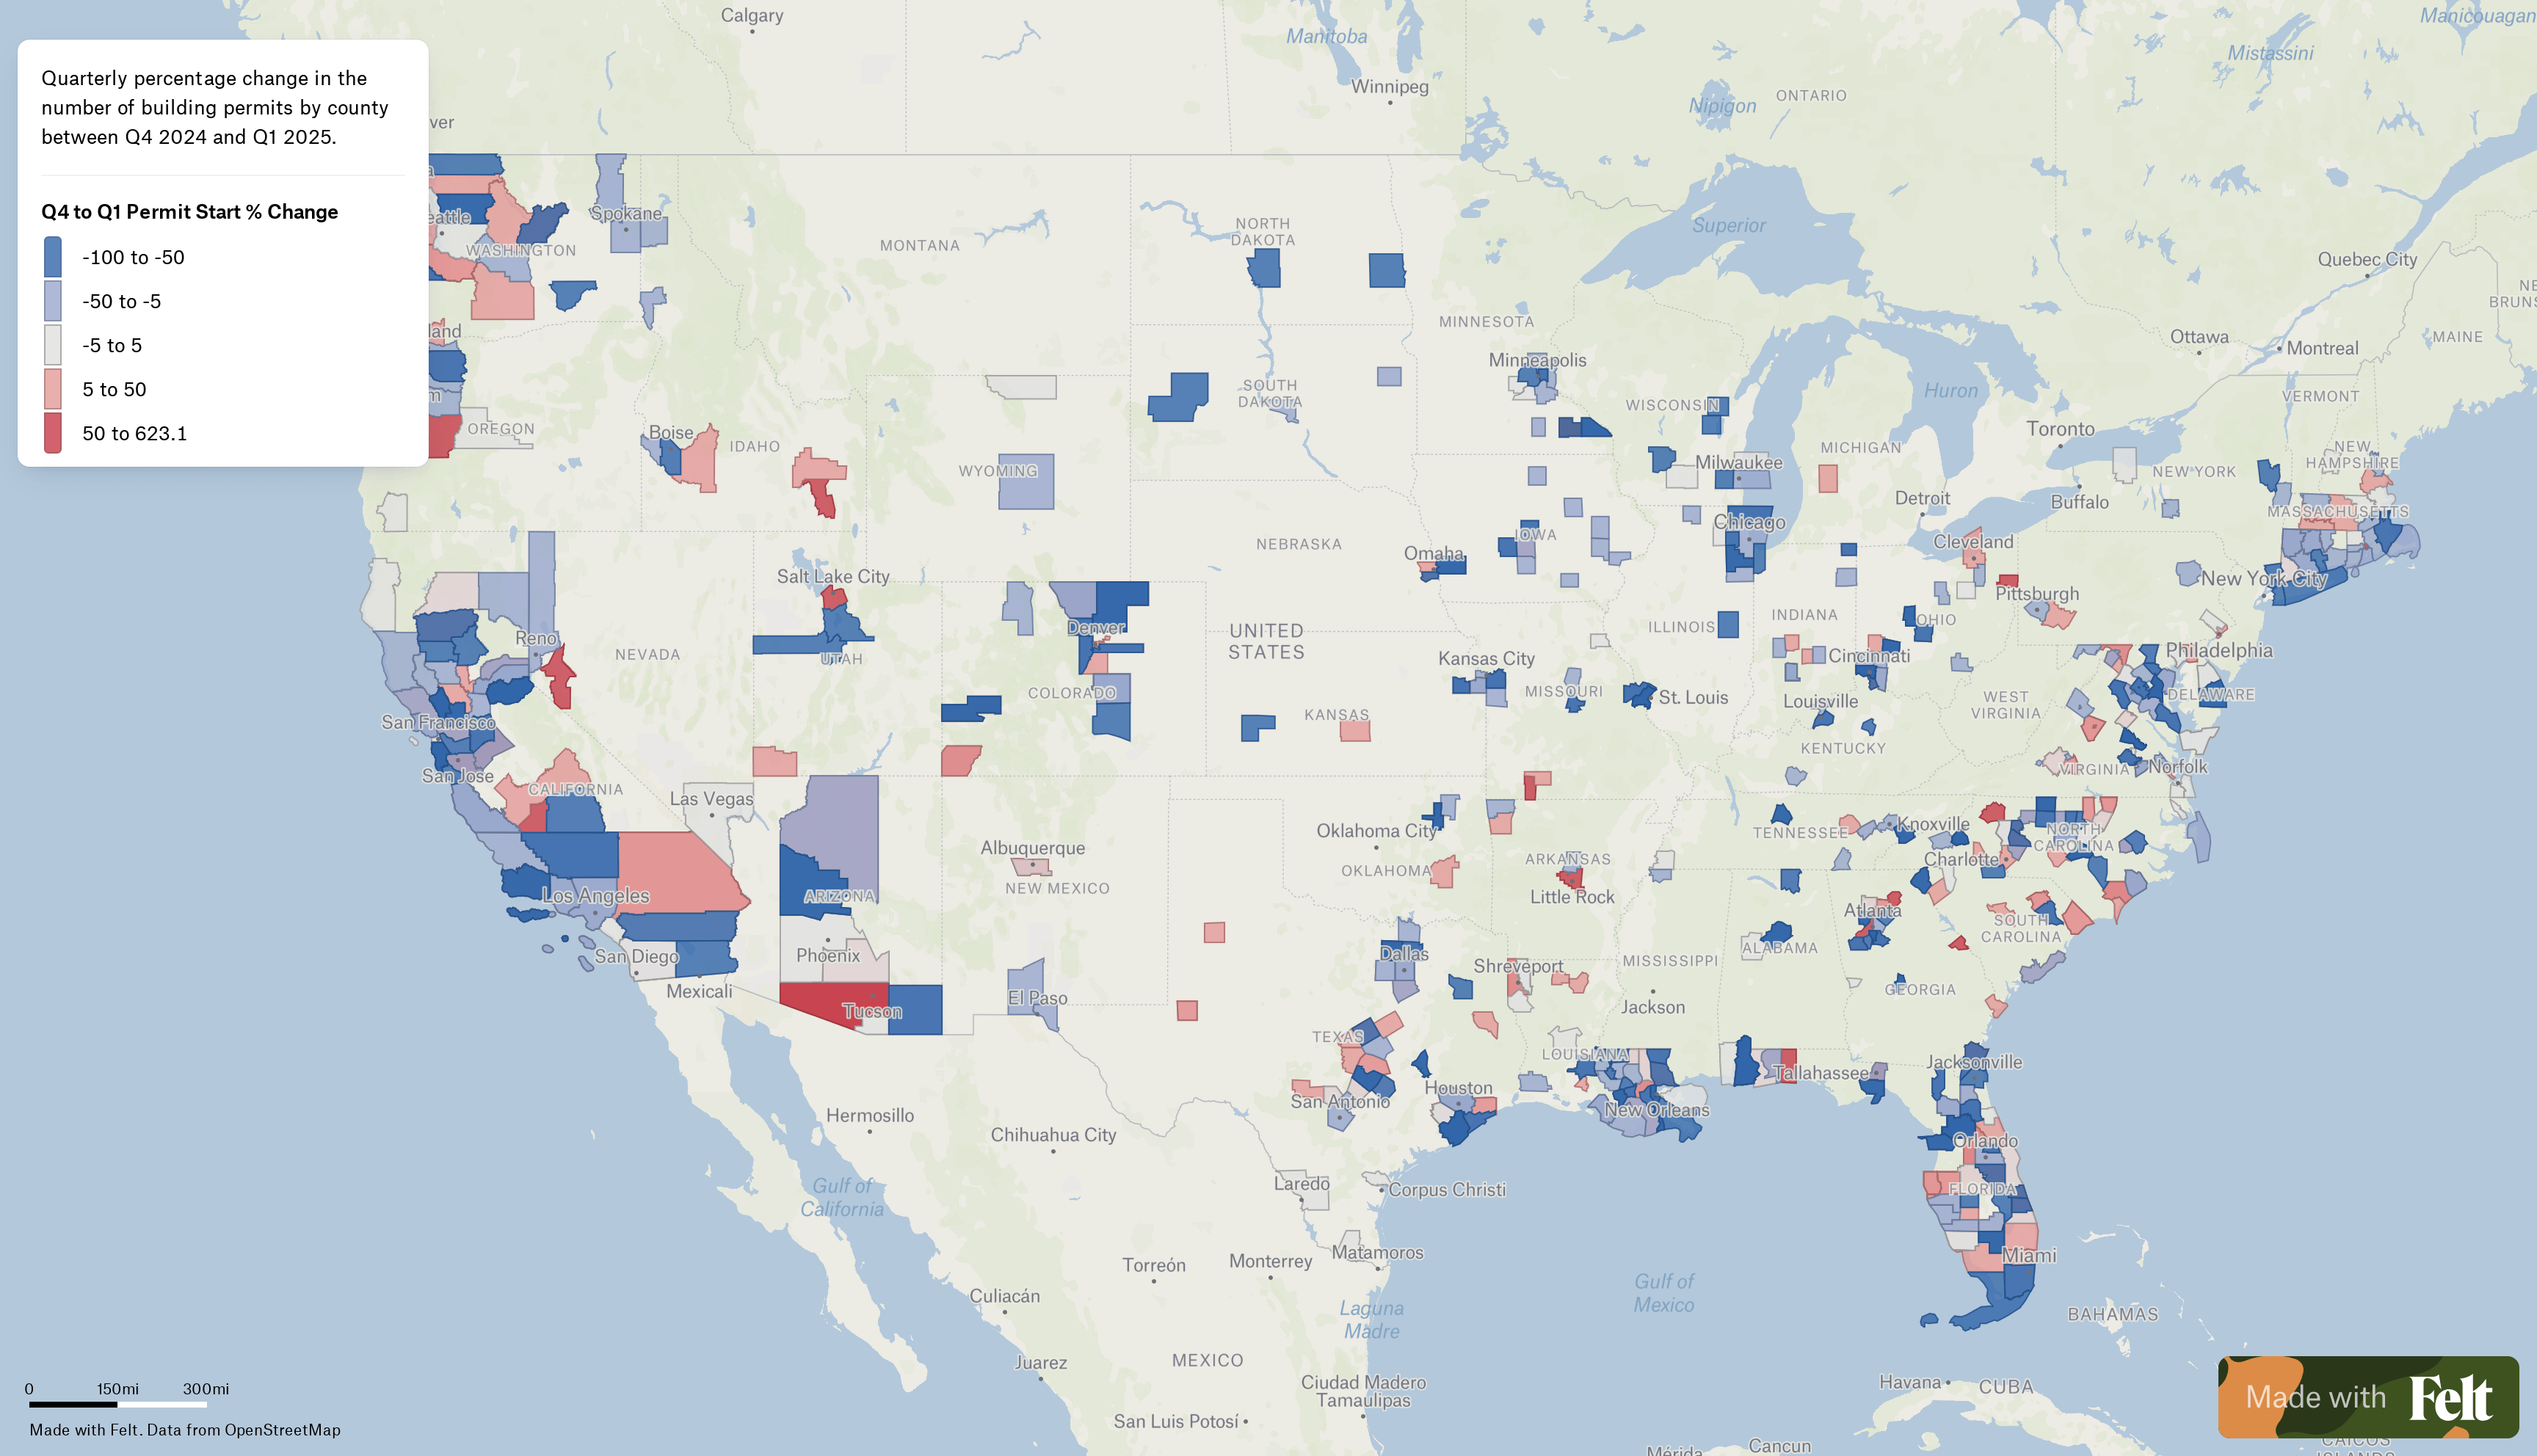 Quarterly percentage change in the
number of building permits by county
between Q4 2024 and Q1 2025.
Q4 to Q1 Permit Start % Change
-100 to -50
-50 to -5
-5 to 5
5 to 50
50 to 623.1
Calgary
Manitoba
Winnipeg
Nipigon
ONTARIO
Mistassini
Manicouagan
ver
Superior
Quebec City
eattle
WASHINGTON
Spokane
MONTANA
NORTH
DAKOTA
MINNESOTA
Ottawa
Montreal
MAINE
NE
BRUNS
land
m
OREGON
Boise
IDAHO
WYOMING
SOUTH
DAKOTA
Minneapolis
WISCONSIN
Huron
Toronto
VERMONT
NEW
HAMPSHIRE
Milwaukee
MICHIGAN
Detroit
Buffalo
NEW YORK
MASSACHUSETTS
Chicago
IOWA
Omaha
NEBRASKA
Cleveland
New York City
Salt Lake City
Reno
NEVADA
UTAH
Denver
COLORADO
UNITED
STATES
Kansas City
ILLINOIS
INDIANA
OHIO
Pittsburgh
Philadelphia
Cincinnati
MISSOURI
St. Louis
Louisville
WEST
VIRGINIA
DELAWARE
San Francisco
San Jose
CALIFORNIA
Las Vegas
KANSAS
KENTUCKY
VIRGINIA
Norfolk
Albuquerque
NEW MEXICO
Oklahoma City
OKLAHOMA
ARKANSAS
Little Rock
TENNESSEE
Knoxville
Charlotte
NORTH
CAROLINA
Los Angeles
ARIZONA
San Diego
Mexicali
Phoenix
Tucson
El Paso
Dallas
Shreveport
MISSISSIPPI
Jackson
ALABAMA
Atlanta
SOUTH
CAROLINA
GEORGIA
TEXAS
LOUISIANA
Tallahassee
Jacksonville
Houston
San Antonio
New Orleans
Hermosillo
Chihuahua City
Orlando
FLORIDA
Gulf of
California
Laredo
Corpus Christi
Matamoros
Monterrey
Torreón
Miami
Culiacán
Laguna
Madre
Gulf of
Mexico
BAHAMAS
Juarez
MEXICO
Ciudad Madero
Tamaulipas
San Luis Potosí
Havana
CUBA
Mérida
Cancun
CAICOS
ISLANDS
0
150mi
300mi
Made with Felt. Data from OpenStreetMap
Made with Felt